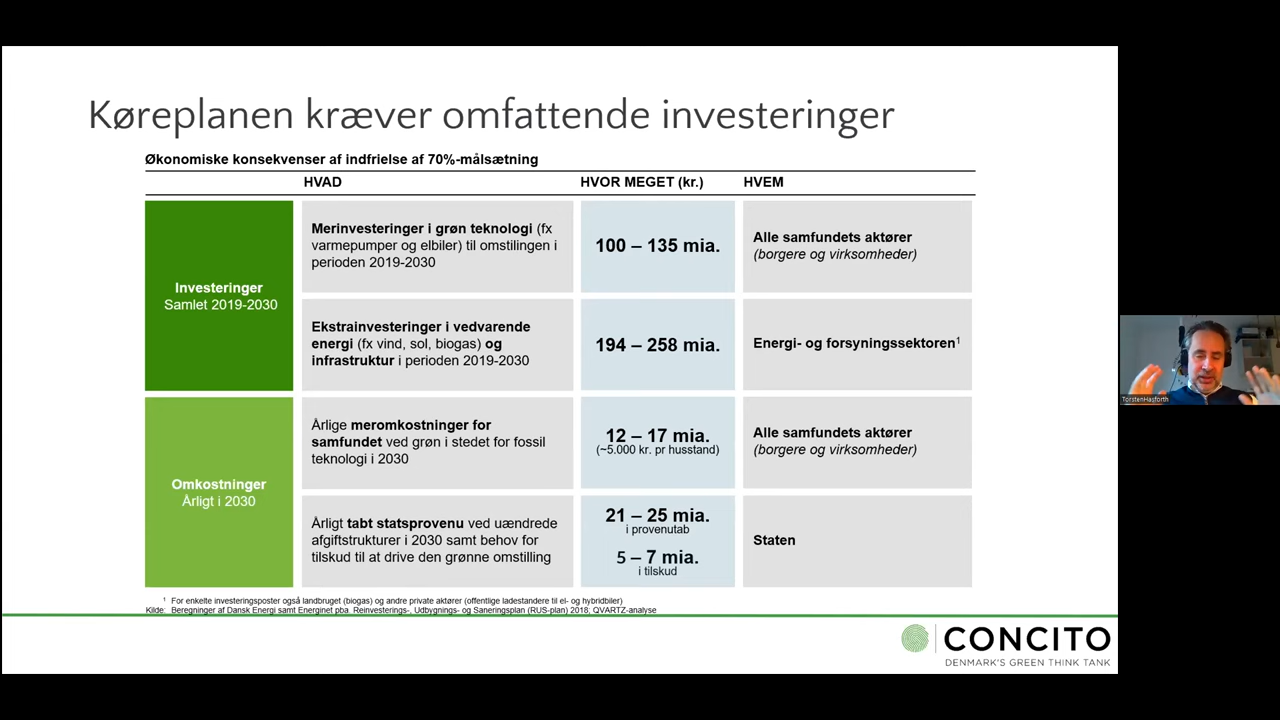 Køreplanen kræver omfattende investeringer
Økonomiske konsekvenser af indfrielse af 70%-målsætning
HVAD
HVOR MEGET (kr.)
HVEM
Investeringer
Samlet 2019-2030
Merinvesteringer i grøn teknologi (fx
varmepumper og elbiler) til omstilingen i
perioden 2019-2030
100 – 135 mia.
Alle samfundets aktører
(borgere og virksomheder)
Ekstrainvesteringer i vedvarende
energi (fx vind, sol, biogas) og
infrastruktur i perioden 2019-2030
194 – 258 mia.
Energi- og forsyningssektoren¹
Omkostninger
Årligt i 2030
Årlige meromkostninger for
samfundet ved grøn i stedet for fossil
teknologi i 2030
12 – 17 mia.
(~5.000 kr. pr husstand)
Alle samfundets aktører
(borgere og virksomheder)
Årligt tabt statsprovenu ved uændrede
afgiftstrukturer i 2030 samt behov for
tilskud til at drive den grønne omstilling
21 – 25 mia.
i provenutab
5 – 7 mia.
i tilskud
Staten
¹ For enkelte investeringsposter også landbruget (biogas) og andre private aktører (offentlige ladestandere til el- og hybridbiler)
Kilde: Beregninger af Dansk Energi samt Energinet pba. Reinvesterings-, Udbygnings- og Saneringsplan (RUS-plan) 2018; QVARTZ-analyse
CONCITO
DENMARK'S GREEN THINK TANK
TorstenHasforth